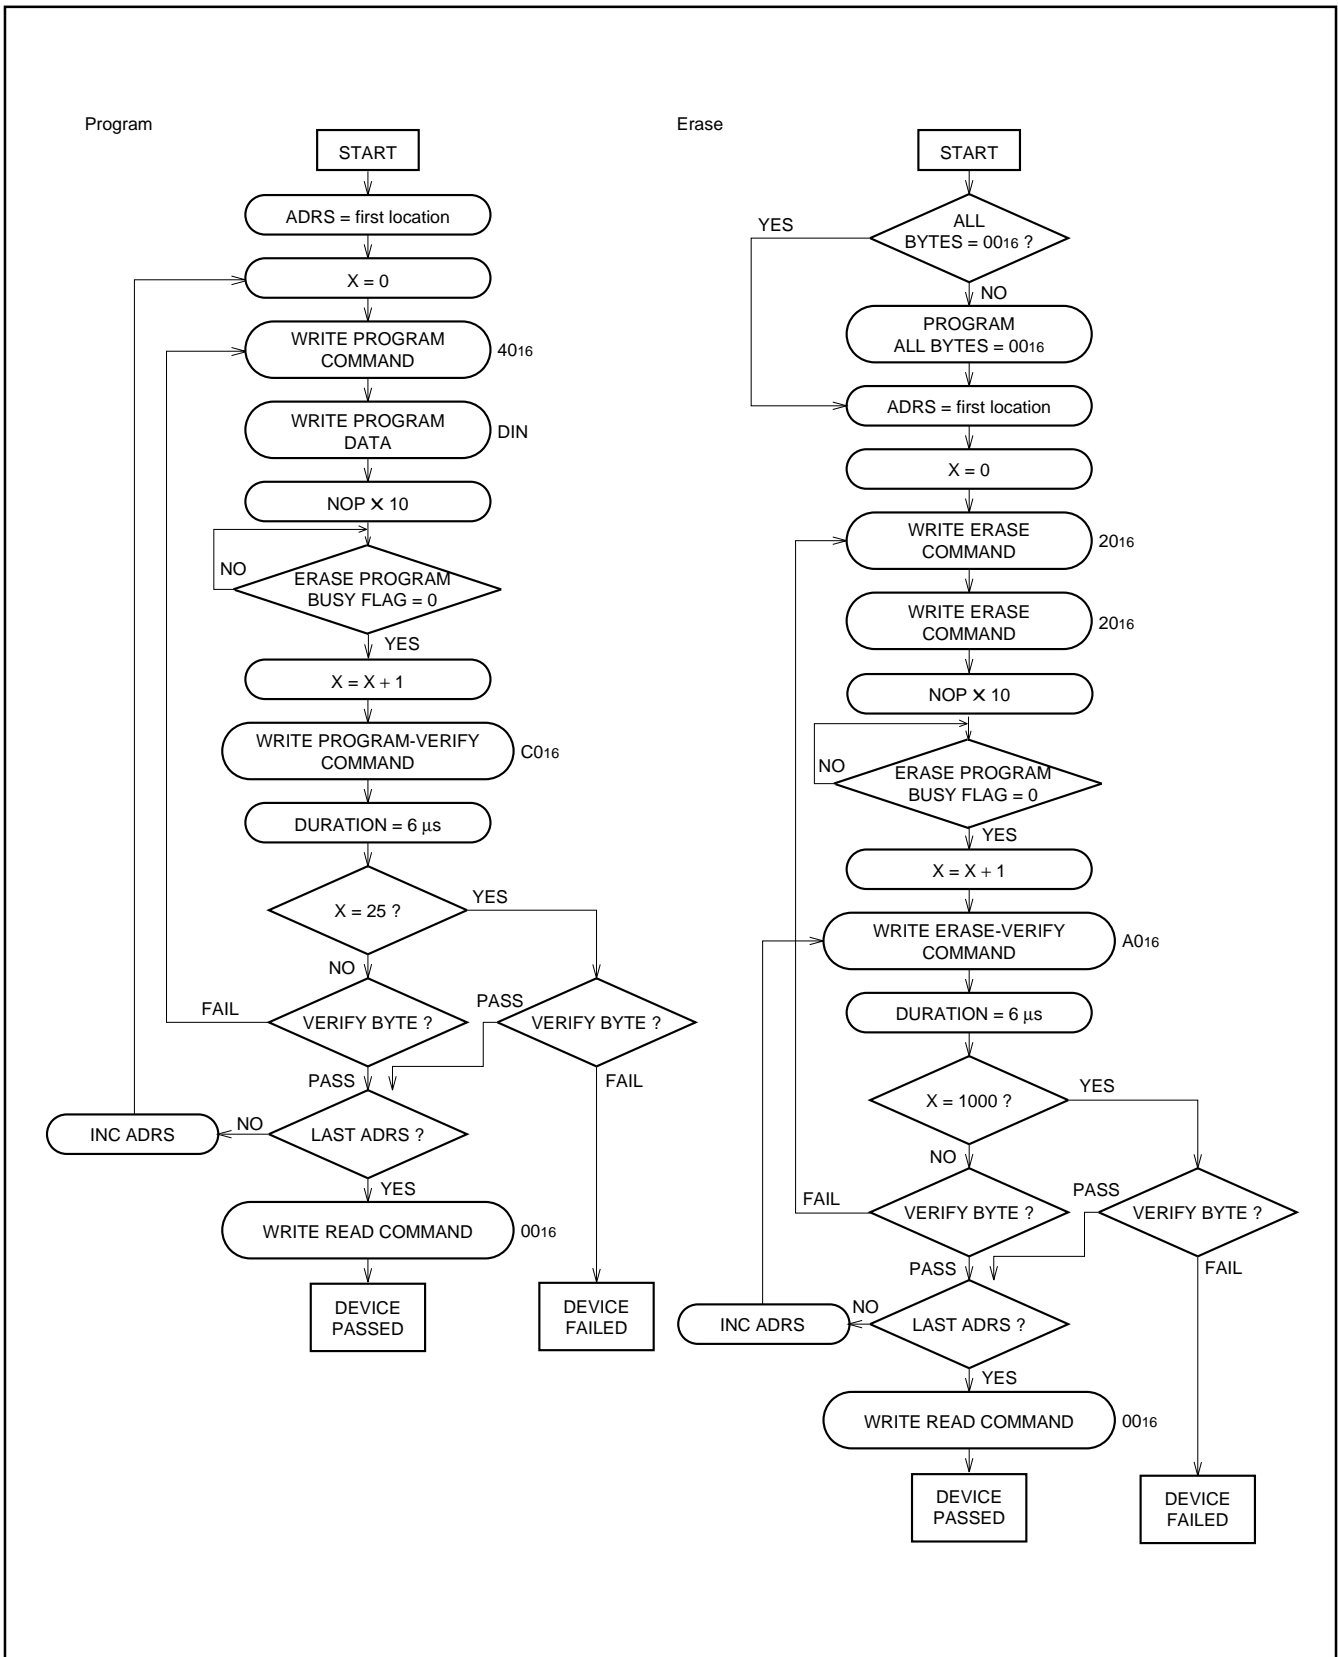 Program
START
ADRS = first location
X = 0
WRITE PROGRAM
COMMAND
4016
WRITE PROGRAM
DATA
DIN
NOP × 10
NO
ERASE PROGRAM
BUSY FLAG = 0
YES
X = X + 1
WRITE PROGRAM-VERIFY
COMMAND
C016
DURATION = 6 µs
X = 25 ?
YES
NO
FAIL
VERIFY BYTE ?
PASS
VERIFY BYTE ?
PASS
FAIL
INC ADRS
NO
LAST ADRS ?
YES
WRITE READ COMMAND
0016
DEVICE
PASSED
DEVICE
FAILED
Erase
START
YES
ALL
BYTES = 0016 ?
NO
PROGRAM
ALL BYTES = 0016
ADRS = first location
X = 0
WRITE ERASE
COMMAND
2016
WRITE ERASE
COMMAND
2016
NOP × 10
NO
ERASE PROGRAM
BUSY FLAG = 0
YES
X = X + 1
WRITE ERASE-VERIFY
COMMAND
A016
DURATION = 6 µs
X = 1000 ?
YES
NO
FAIL
VERIFY BYTE ?
PASS
VERIFY BYTE ?
PASS
FAIL
INC ADRS
NO
LAST ADRS ?
YES
WRITE READ COMMAND
0016
DEVICE
PASSED
DEVICE
FAILED